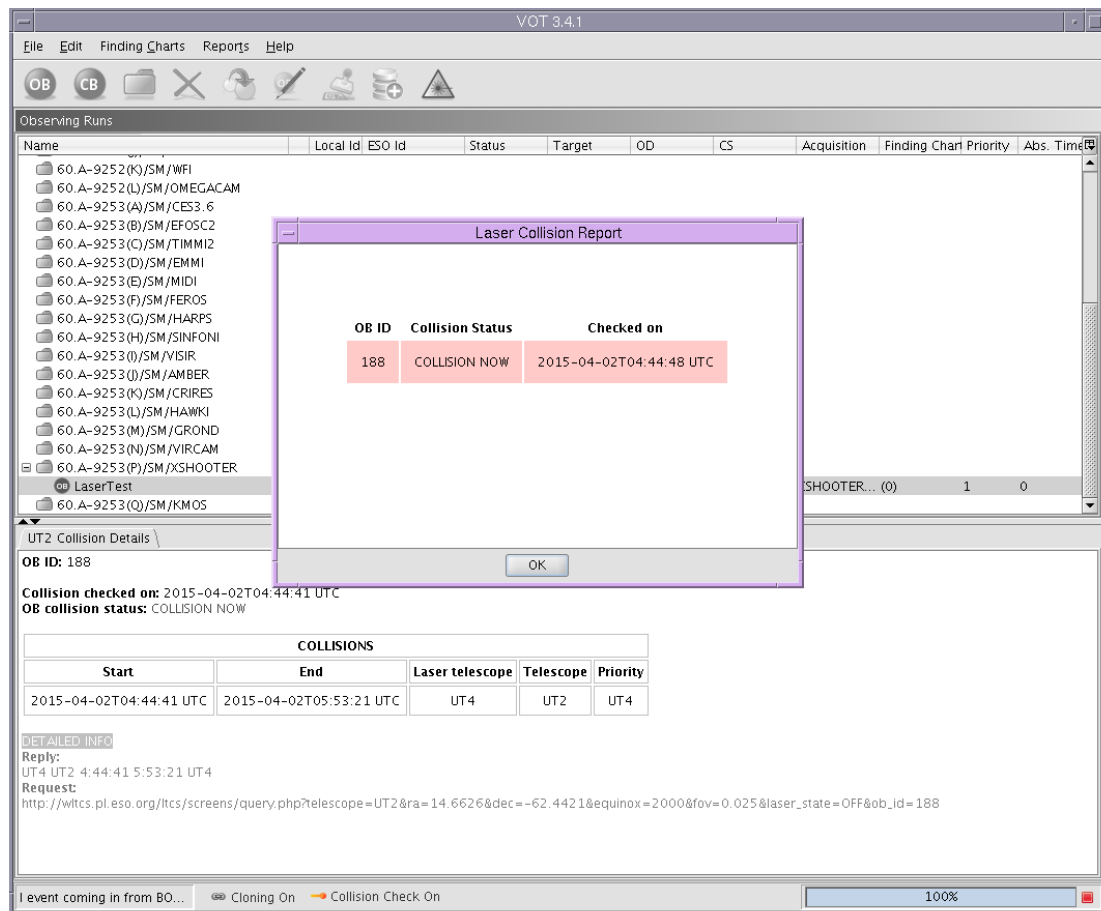 VOT 3.4.1
File Edit Finding Charts Reports Help
OB CB
Observing Runs
Name Local Id ESO Id Status Target OD CS Acquisition Finding Chart Priority Abs. Time
60.A-9252(K)/SM/WFI
60.A-9252(L)/SM/OMEGACAM
60.A-9253(A)/SM/CES3.6
60.A-9253(B)/SM/EFOSC2
60.A-9253(C)/SM/TIMMI2
60.A-9253(D)/SM/EMMI
60.A-9253(E)/SM/MIDI
60.A-9253(F)/SM/FEROS
60.A-9253(G)/SM/HARPS
60.A-9253(H)/SM/SINFONI
60.A-9253(I)/SM/VISIR
60.A-9253(J)/SM/AMBER
60.A-9253(K)/SM/CRIRES
60.A-9253(L)/SM/HAWKI
60.A-9253(M)/SM/GROND
60.A-9253(N)/SM/VIRCAM
60.A-9253(P)/SM/XSHOOTER
OB LaserTest SHOOTER... (0) 1 0
60.A-9253(Q)/SM/KMOS
Laser Collision Report
OB ID Collision Status Checked on
188 COLLISION NOW 2015-04-02T04:44:48 UTC
OK
UT2 Collision Details
OB ID: 188
Collision checked on: 2015-04-02T04:44:41 UTC
OB collision status: COLLISION NOW
COLLISIONS
Start End Laser telescope Telescope Priority
2015-04-02T04:44:41 UTC 2015-04-02T05:53:21 UTC UT4 UT2 UT4
DETAILED INFO
Reply:
UT4 UT2 4:44:41 5:53:21 UT4
Request:
http://wltcs.pl.eso.org/ltcs/screens/query.php?telescope=UT2&ra=14.6626&dec=-62.4421&equinox=2000&fov=0.025&laser_state=OFF&ob_id=188
I event coming in from BO... Cloning On Collision Check On 100%